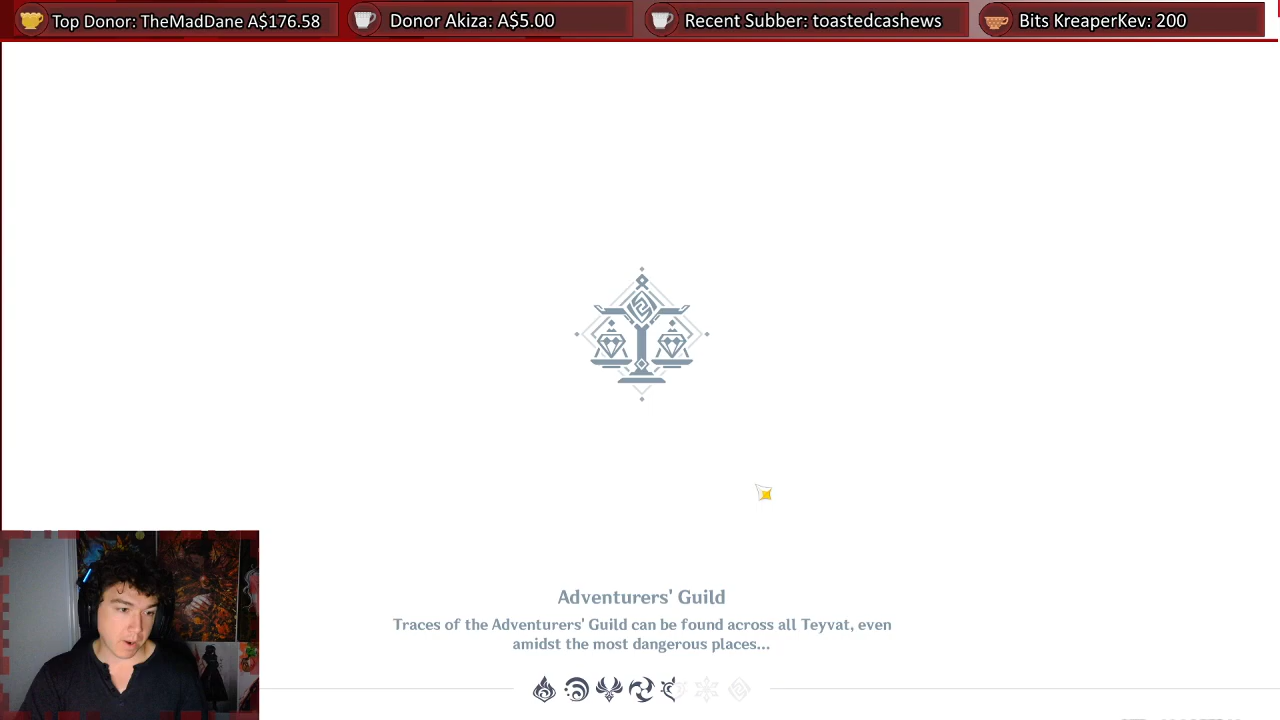 Top Donor: TheMadDane A$176.58
Donor Akiza: A$5.00
Recent Subber: toastedcashews
Bits KreaperKev: 200
Adventurers' Guild
Traces of the Adventurers' Guild can be found across all Teyvat, even
amidst the most dangerous places...